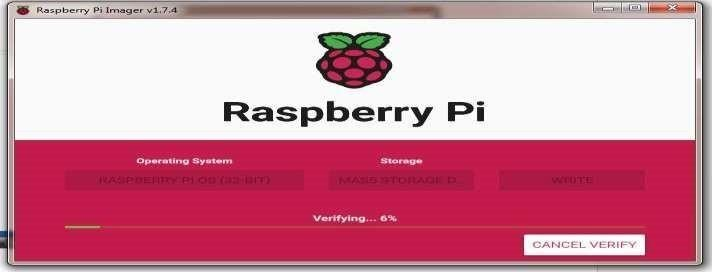 Raspberry Pi Imager v1.7.4
Raspberry Pi
Operating System
Storage
RASPBERRY PI OS (32-BIT)
MASS STORAGE D...
WRITE
Verifying... 6%
CANCEL VERIFY